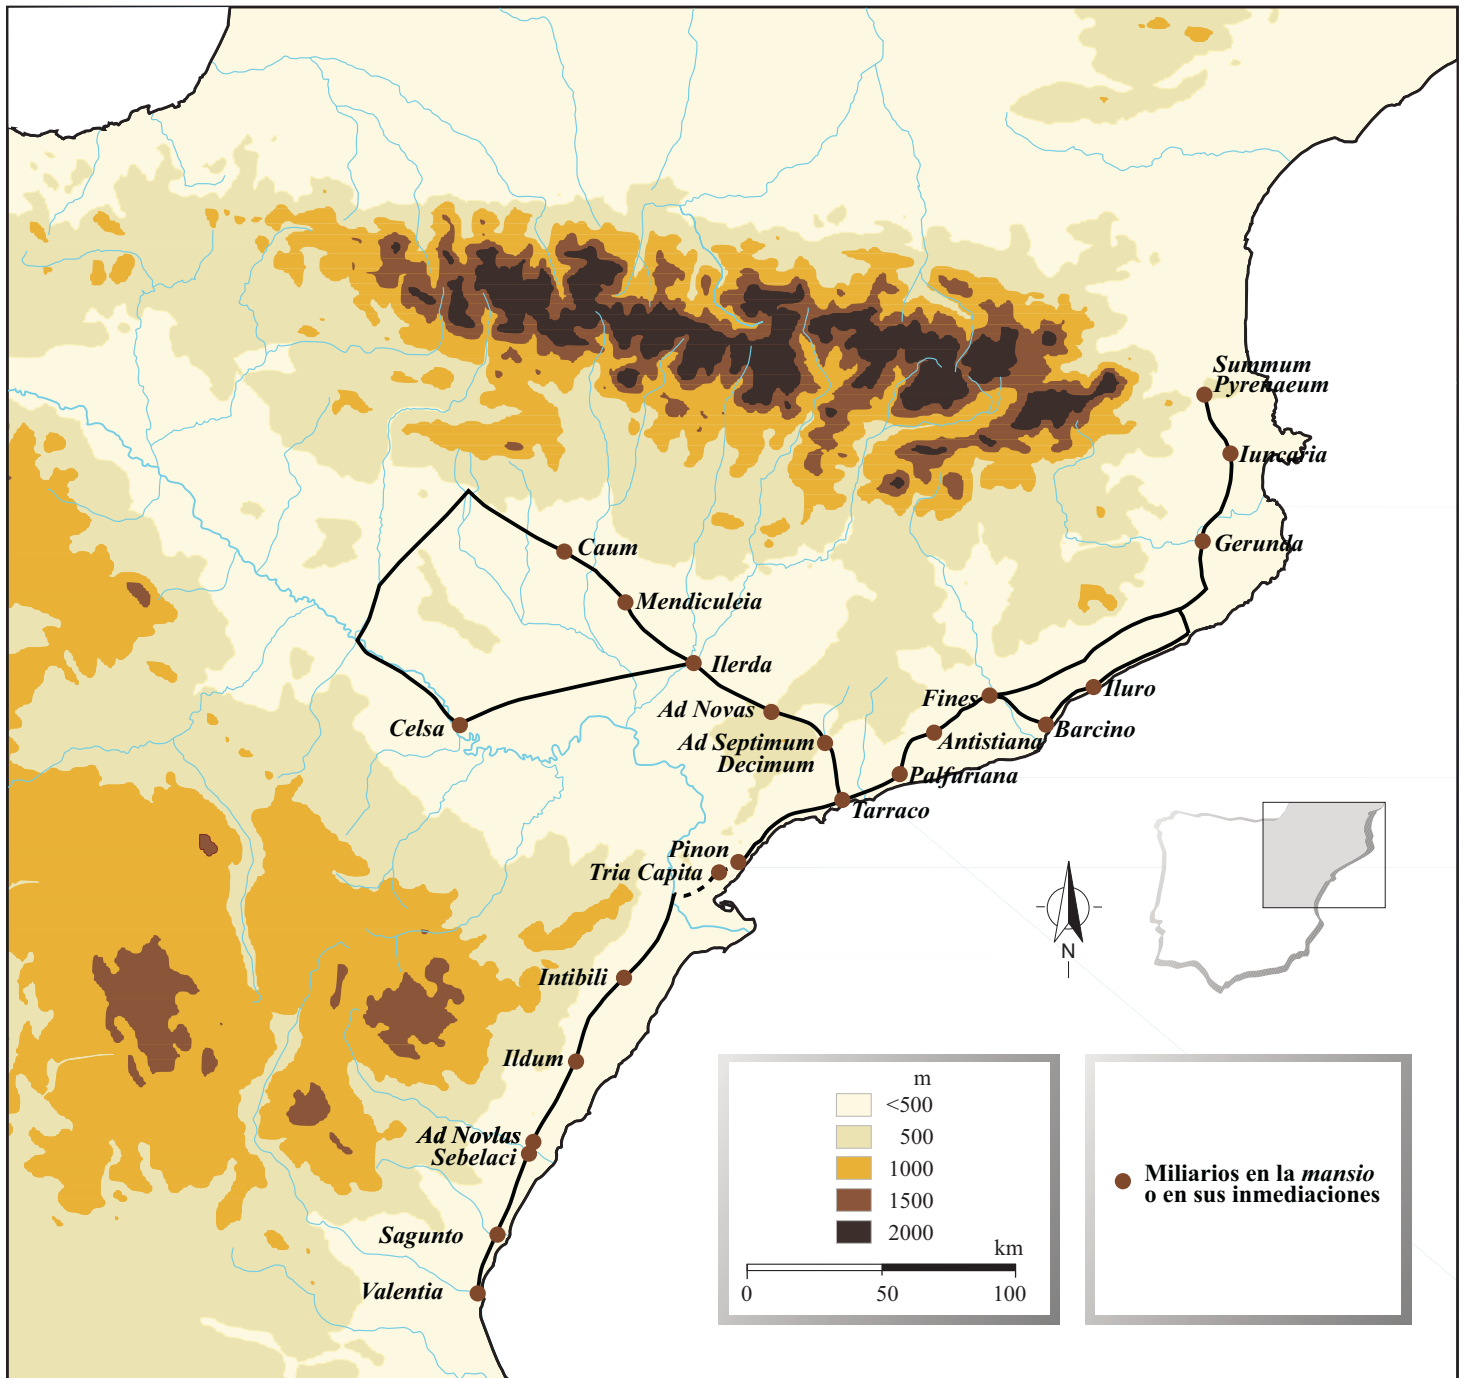 Summum
Pyrenaeum
Iuncaria
Gerunda
Caum
Mendiculeia
Ilerda
Celsa
Ad Novas
Ad Septimum
Decimum
Fines
Iluro
Barcino
Antistiana
Palfuriana
Tarraco
Pinon
Tria Capita
Intibili
Ildum
Ad Novlas
Sebelaci
Sagunto
Valentia
N
m
<500
500
1000
1500
2000
km
0 50 100
Miliarios en la mansio
o en sus inmediaciones